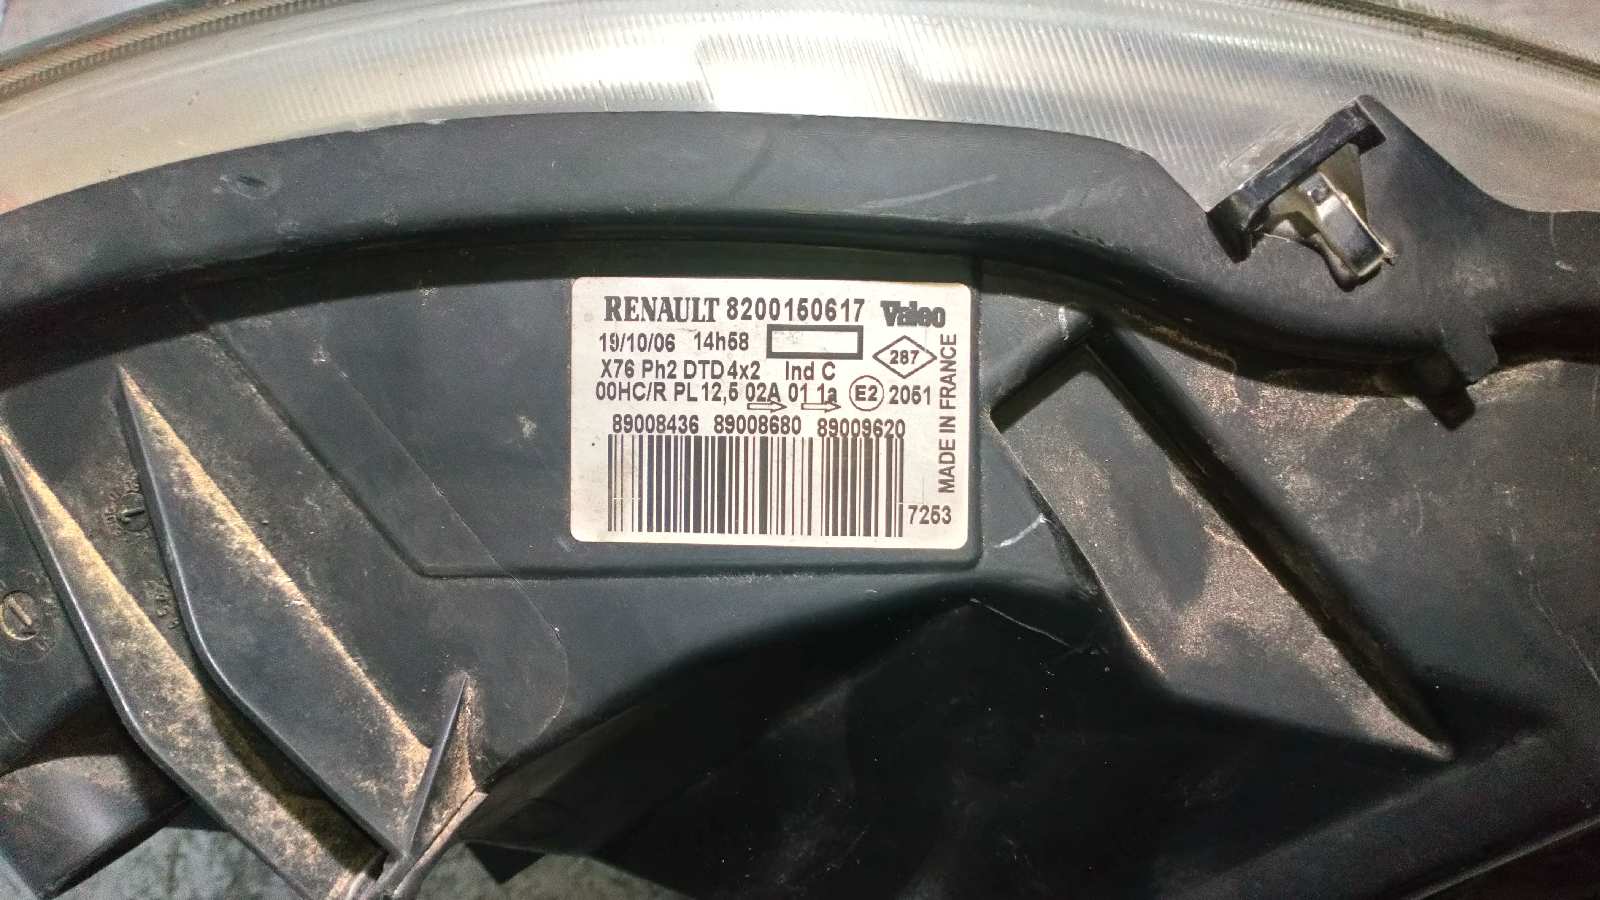 RENAULT 8200150617 Valeo
19/10/06 14h58
287
X76 Ph2 DTD 4x2 Ind C
00HC/R PL 12,5 02A 01 1a E2 2051
89008436 89008680 89009620
7253
MADE IN FRANCE